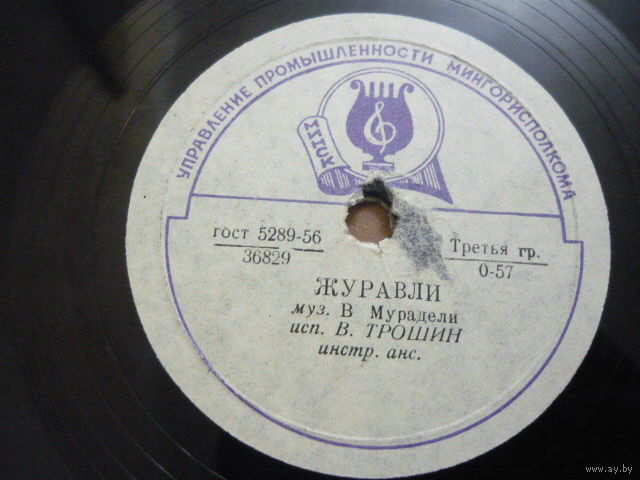 УПРАВЛЕНИЕ ПРОМЫШЛЕННОСТИ МИНГОРИСПОЛКОМА
ГОСТ 5289-56
36829
Третья гр.
0-57
ЖУРАВЛИ
муз. В Мурадели
исп. В. ТРОШИН
инстр. анс.
www.ay.by